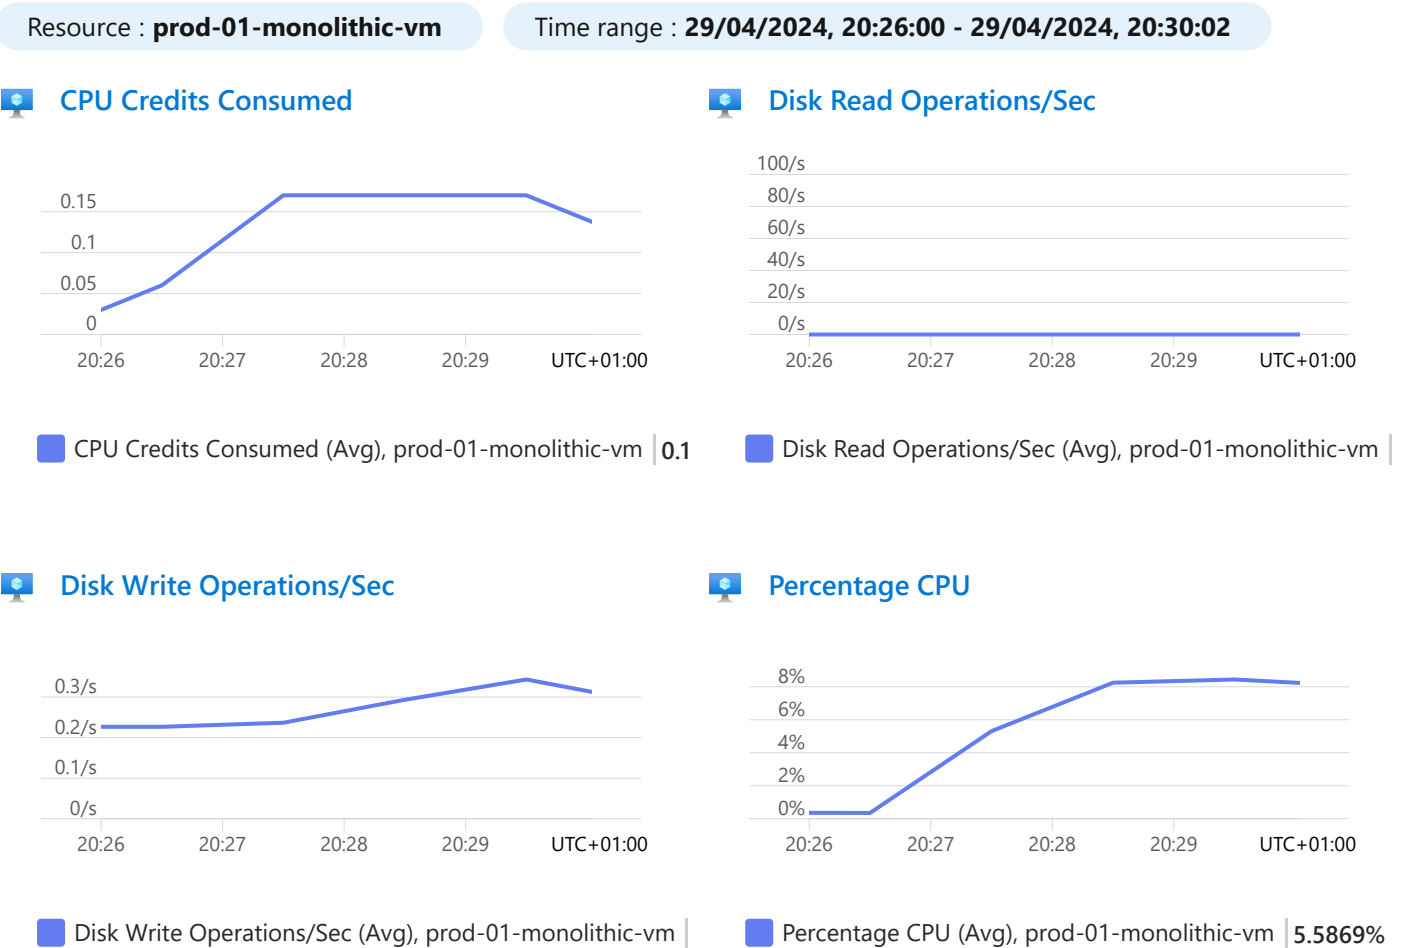 Resource : prod-01-monolithic-vm
Time range : 29/04/2024, 20:26:00 - 29/04/2024, 20:30:02
CPU Credits Consumed
0.15
0.1
0.05
0
20:26 20:27 20:28 20:29 UTC+01:00
CPU Credits Consumed (Avg), prod-01-monolithic-vm 0.1
Disk Read Operations/Sec
100/s
80/s
60/s
40/s
20/s
0/s
20:26 20:27 20:28 20:29 UTC+01:00
Disk Read Operations/Sec (Avg), prod-01-monolithic-vm
Disk Write Operations/Sec
0.3/s
0.2/s
0.1/s
0/s
20:26 20:27 20:28 20:29 UTC+01:00
Disk Write Operations/Sec (Avg), prod-01-monolithic-vm
Percentage CPU
8%
6%
4%
2%
0%
20:26 20:27 20:28 20:29 UTC+01:00
Percentage CPU (Avg), prod-01-monolithic-vm 5.5869%